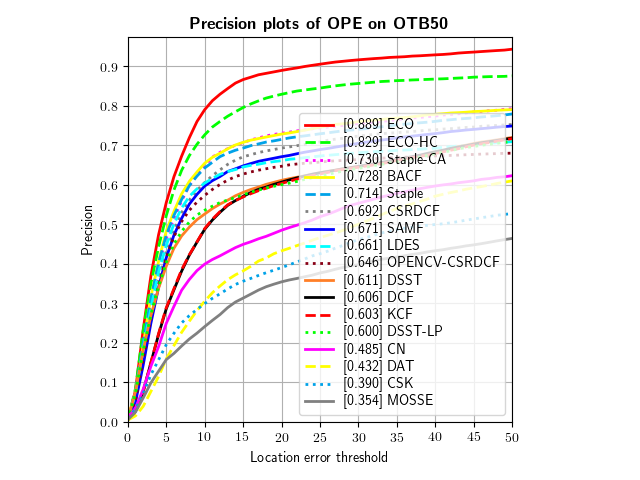 Precision plots of OPE on OTB50
Precision
0.9
0.8
0.7
0.6
0.5
0.4
0.3
0.2
0.1
0.0
[0.889] ECO
[0.829] ECO-HC
[0.730] Staple-CA
[0.728] BACF
[0.714] Staple
[0.692] CSRDCF
[0.671] SAMF
[0.661] LDES
[0.646] OPENCV-CSRDCF
[0.611] DSST
[0.606] DCF
[0.603] KCF
[0.600] DSST-LP
[0.485] CN
[0.432] DAT
[0.390] CSK
[0.354] MOSSE
0 5 10 15 20 25 30 35 40 45 50
Location error threshold